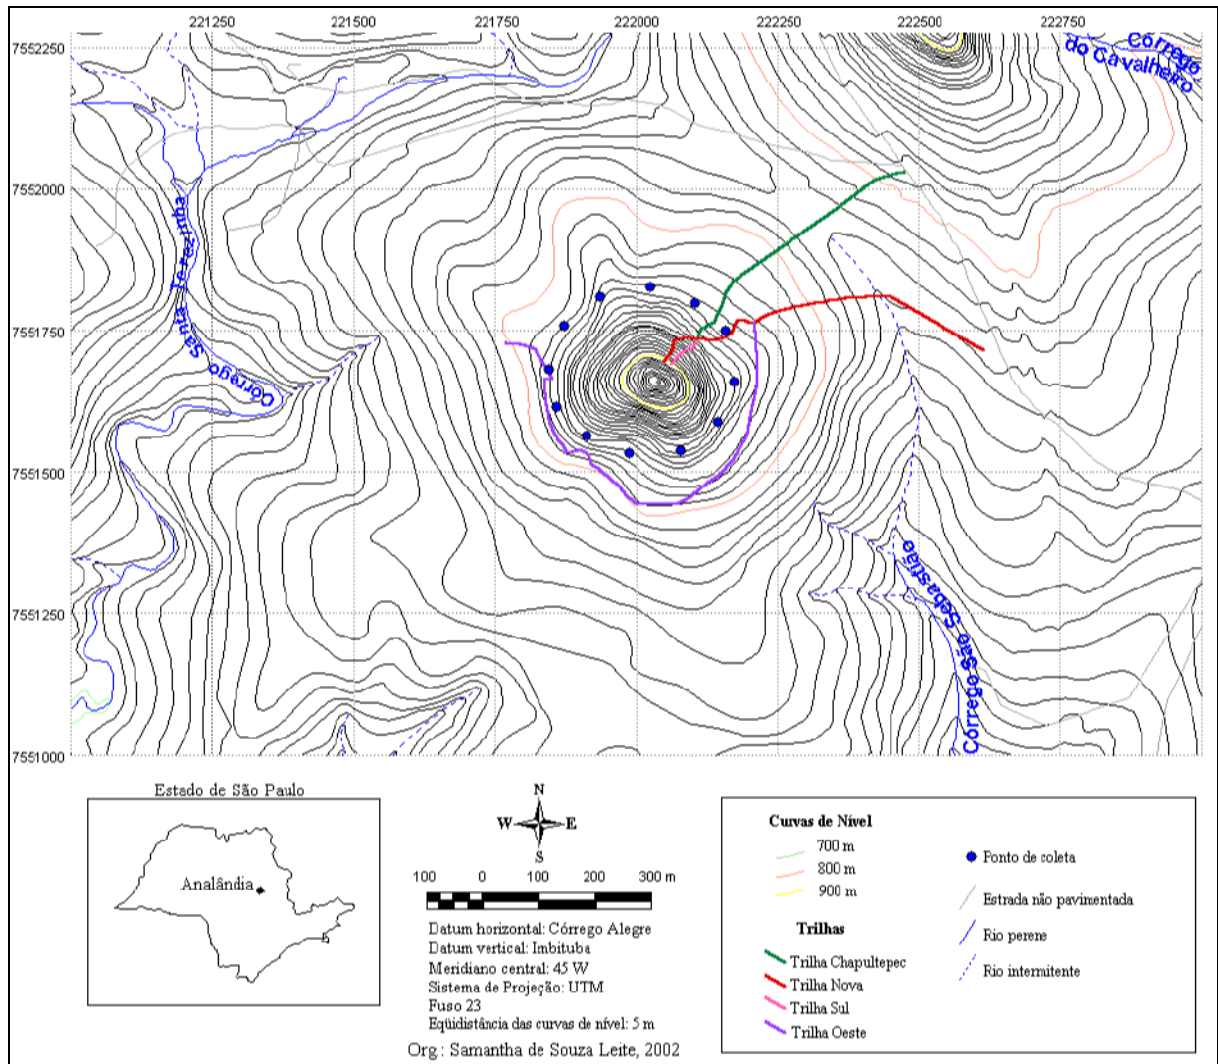 221250 221500 221750 222000 222250 222500 222750
7552250
7552000
7551750
7551500
7551250
7551000
Córrego
do Cavalheiro
Córrego Santa Terezinha
Córrego São Sebastião
Estado de São Paulo
Analândia
N
W E
S
100 0 100 200 300 m
Datum horizontal: Córrego Alegre
Datum vertical: Imbituba
Meridiano central: 45 W
Sistema de Projeção: UTM
Fuso 23
Eqüidistância das curvas de nível: 5 m
Org.: Samantha de Souza Leite, 2002
Curvas de Nível
700 m
800 m
900 m
Trilhas
Trilha Chapultepec
Trilha Nova
Trilha Sul
Trilha Oeste
Ponto de coleta
Estrada não pavimentada
Rio perene
Rio intermitente